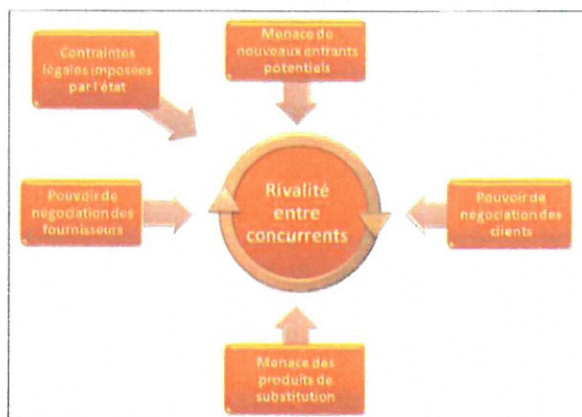 Contraintes
légales imposées
par l'état
Menace de
nouveaux entrants
potentiels
Pouvoir de
négociation des
fournisseurs
Rivalité
entre
concurrents
Pouvoir de
négociation des
clients
Menace des
produits de
substitution